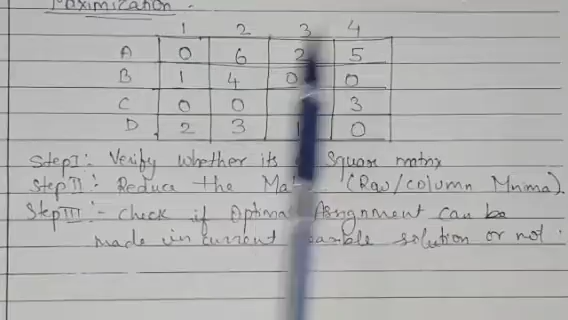 Maximization.
1 2 3 4
A 0 6 2 5
B 1 4 0 0
C 0 0 3
D 2 3 1 0
Step I :- Verify whether its Square matrix
Step II :- Reduce the (Row/column Mnima).
Step III :- Check if Optimal Assignment can be
made in current solution or not.